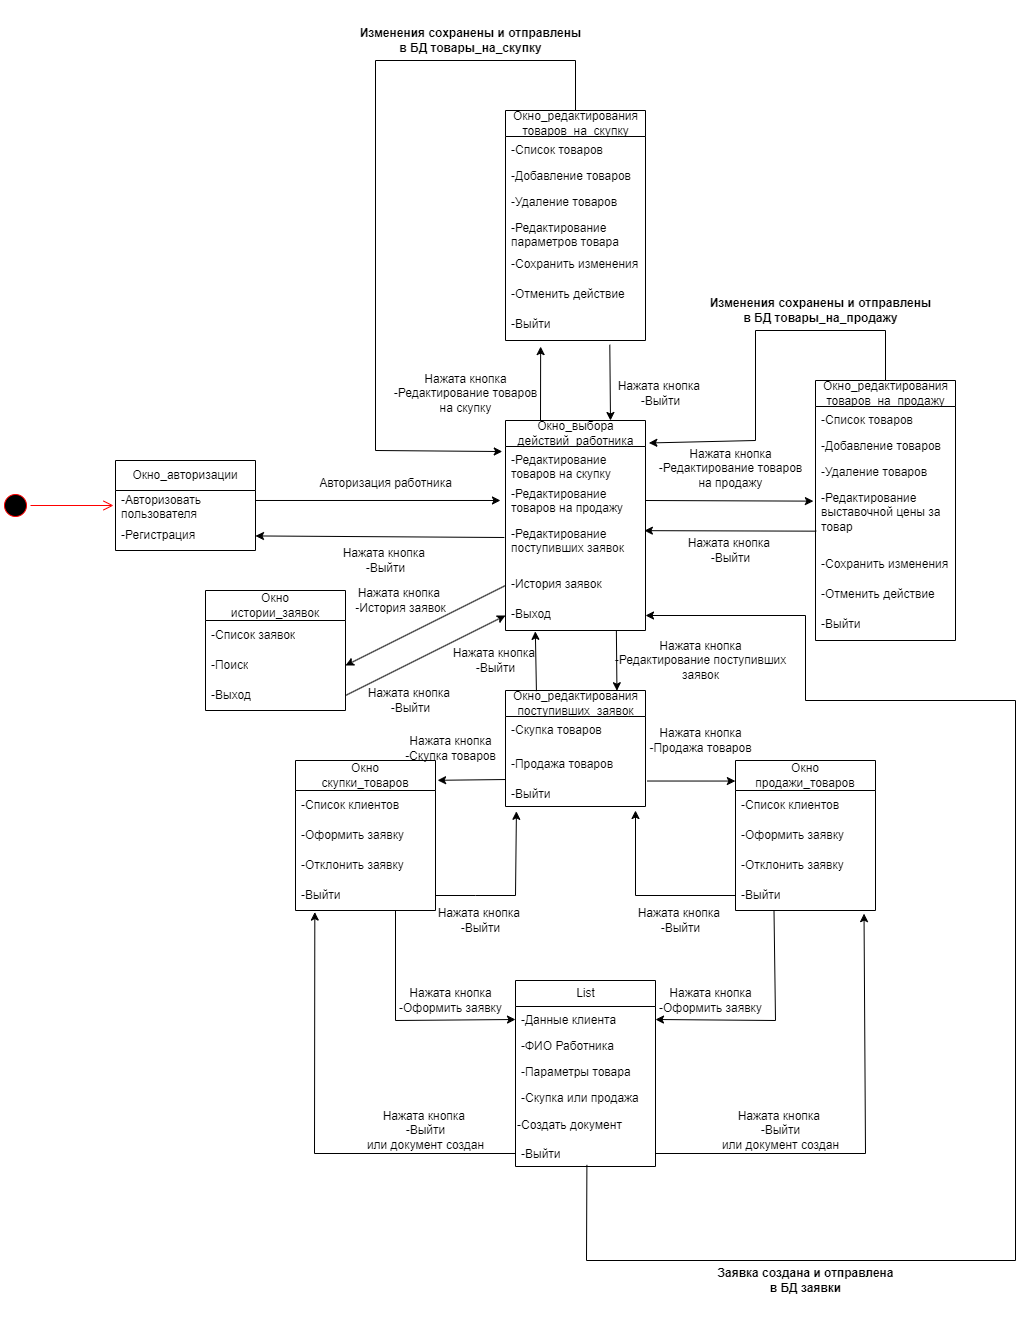 Изменения сохранены и отправлены
в БД товары_на_скупку
Окно_редактирования
товаров_на_скупку
-Список товаров
-Добавление товаров
-Удаление товаров
-Редактирование
параметров товара
-Сохранить изменения
-Отменить действие
-Выйти
Изменения сохранены и отправлены
в БД товары_на_продажу
Нажата кнопка
-Редактирование товаров
на скупку
Нажата кнопка
-Выйти
Окно_редактирования
товаров_на_продажу
-Список товаров
-Добавление товаров
-Удаление товаров
-Редактирование
выставочной цены за
товар
-Сохранить изменения
-Отменить действие
-Выйти
Окно_выбора
действий_работника
-Редактирование
товаров на скупку
-Редактирование
товаров на продажу
-Редактирование
поступивших заявок
-История заявок
-Выход
Нажата кнопка
-Редактирование товаров
на продажу
Нажата кнопка
-Выйти
Окно_авторизации
-Авторизовать
пользователя
-Регистрация
Авторизация работника
Нажата кнопка
-Выйти
Нажата кнопка
-История заявок
Окно
истории_заявок
-Список заявок
-Поиск
-Выход
Нажата кнопка
-Выйти
Нажата кнопка
-Выйти
Нажата кнопка
-Редактирование поступивших
заявок
Окно_редактирования
поступивших_заявок
-Скупка товаров
-Продажа товаров
-Выйти
Нажата кнопка
-Скупка товаров
Нажата кнопка
-Продажа товаров
Окно
скупки_товаров
-Список клиентов
-Оформить заявку
-Отклонить заявку
-Выйти
Окно
продажи_товаров
-Список клиентов
-Оформить заявку
-Отклонить заявку
-Выйти
Нажата кнопка
-Выйти
Нажата кнопка
-Выйти
Нажата кнопка
-Оформить заявку
Нажата кнопка
-Оформить заявку
List
-Данные клиента
-ФИО Работника
-Параметры товара
-Скупка или продажа
-Создать документ
-Выйти
Нажата кнопка
-Выйти
или документ создан
Нажата кнопка
-Выйти
или документ создан
Заявка создана и отправлена
в БД заявки